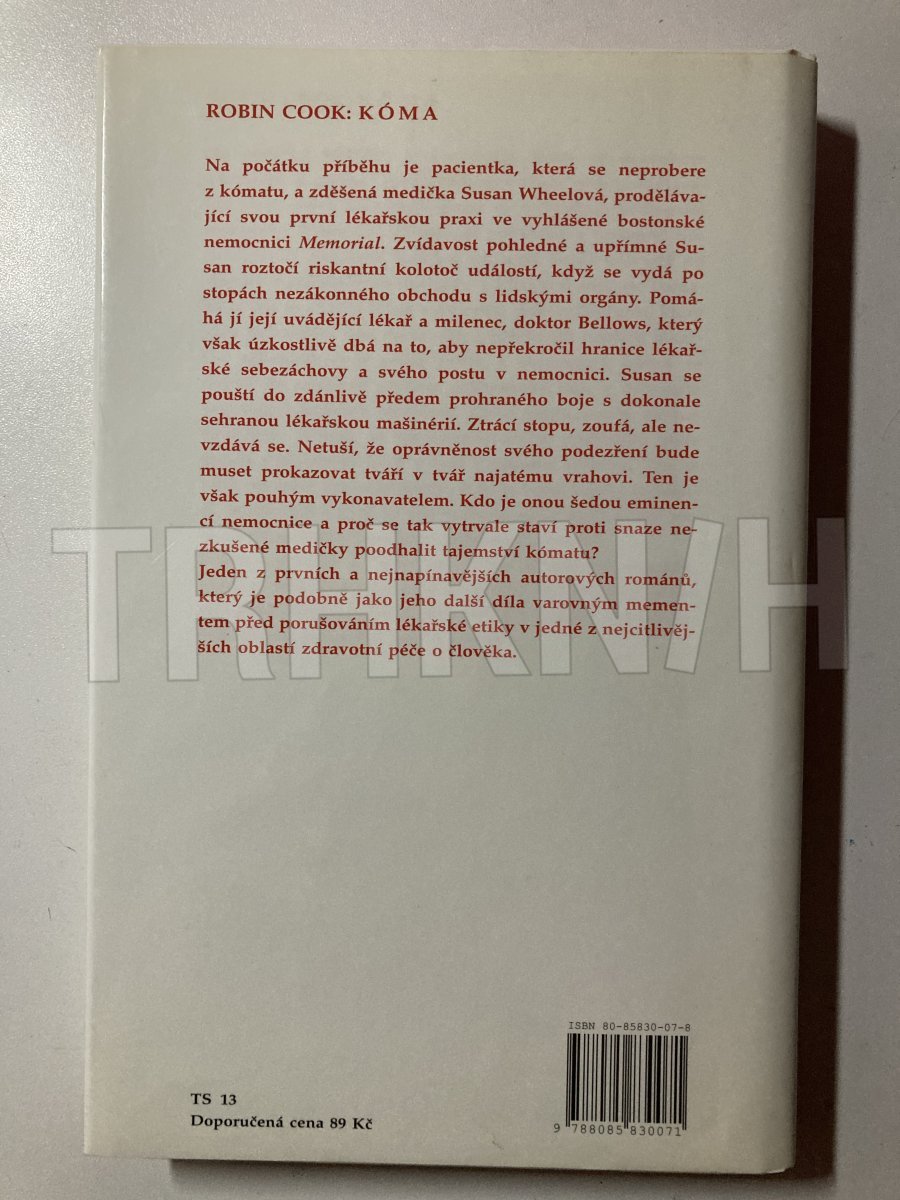 ROBIN COOK: KÓMA
Na počátku příběhu je pacientka, která se neprobere
z kómatu, a zděšená medička Susan Wheelová, proděláva-
jící svou první lékařskou praxi ve vyhlášené bostonské
nemocnici Memorial. Zvídavost pohledné a upřímné Su-
san roztočí riskantní kolotoč událostí, když se vydá po
stopách nezákonného obchodu s lidskými orgány. Pomá-
há jí její uvádějící lékař a milenec, doktor Bellows, který
však úzkostlivě dbá na to, aby nepřekročil hranice lékař-
ské sebezáchovy a svého postu v nemocnici. Susan se
pouští do zdánlivě předem prohraného boje s dokonale
sehranou lékařskou mašinérií. Ztrácí stopu, zoufá, ale ne-
vzdává se. Netuší, že oprávněnost svého podezření bude
muset prokazovat tváří v tvář najatému vrahovi. Ten je
však pouhým vykonavatelem. Kdo je onou šedou eminen-
cí nemocnice a proč se tak vytrvale staví proti snaze ne-
zkušené medičky poodhalit tajemství kómatu?
Jeden z prvních a nejnapínavějších autorových románů,
který je podobně jako jeho další díla varovným memen-
tem před porušováním lékařské etiky v jedné z nejcitlivěj-
ších oblastí zdravotní péče o člověka.
TRHKN/H
ISBN 80-85830-07-8
9 788085 830071
TS 13
Doporučená cena 89 Kč